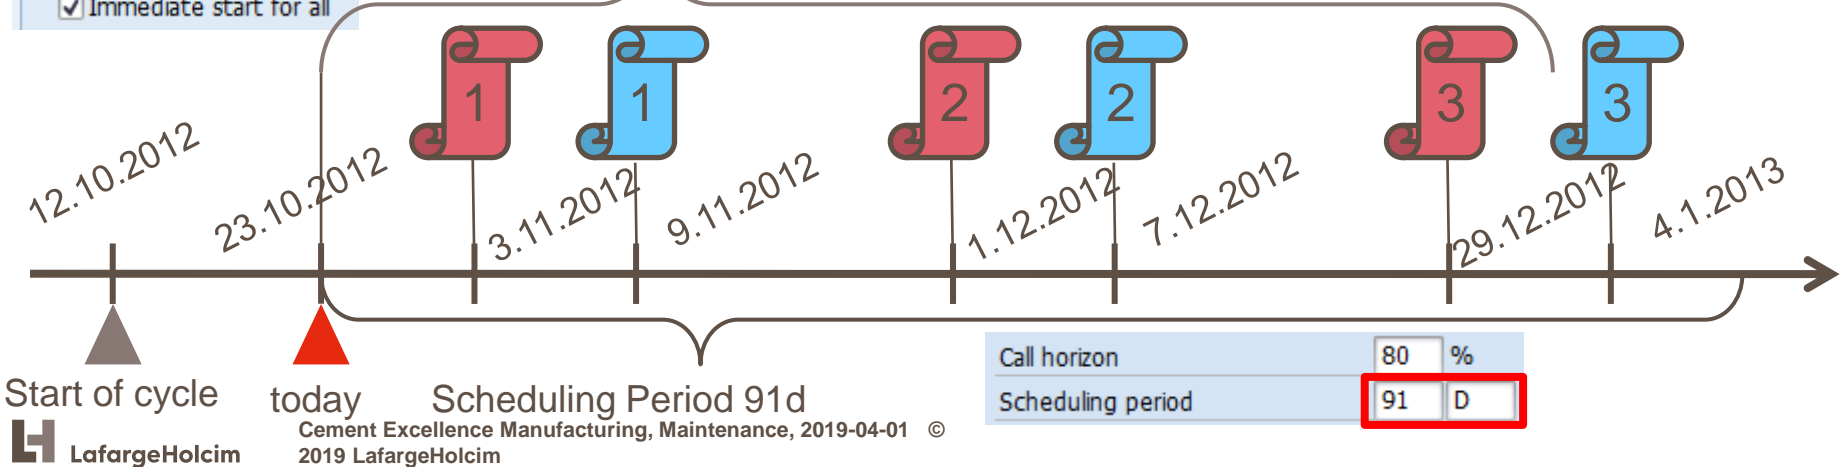 Immediate start for all
1
1
2
2
3
3
12.10.2012
23.10.2012
3.11.2012
9.11.2012
1.12.2012
7.12.2012
29.12.2012
4.1.2013
Call horizon 80 %
Scheduling period 91 D
Start of cycle
today
Scheduling Period 91d
LafargeHolcim
Cement Excellence Manufacturing, Maintenance, 2019-04-01 ©
2019 LafargeHolcim